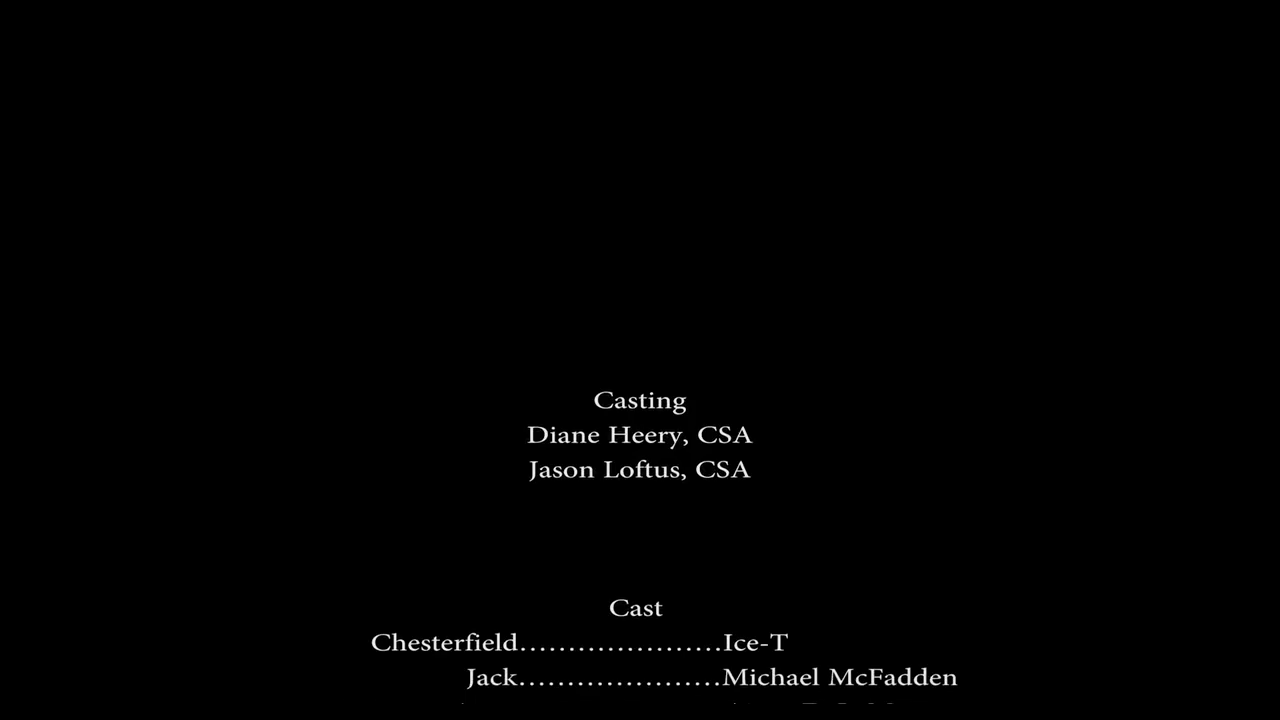 Casting
Diane Heery, CSA
Jason Loftus, CSA
Cast
Chesterfield.....................Ice-T
Jack.....................Michael McFadden